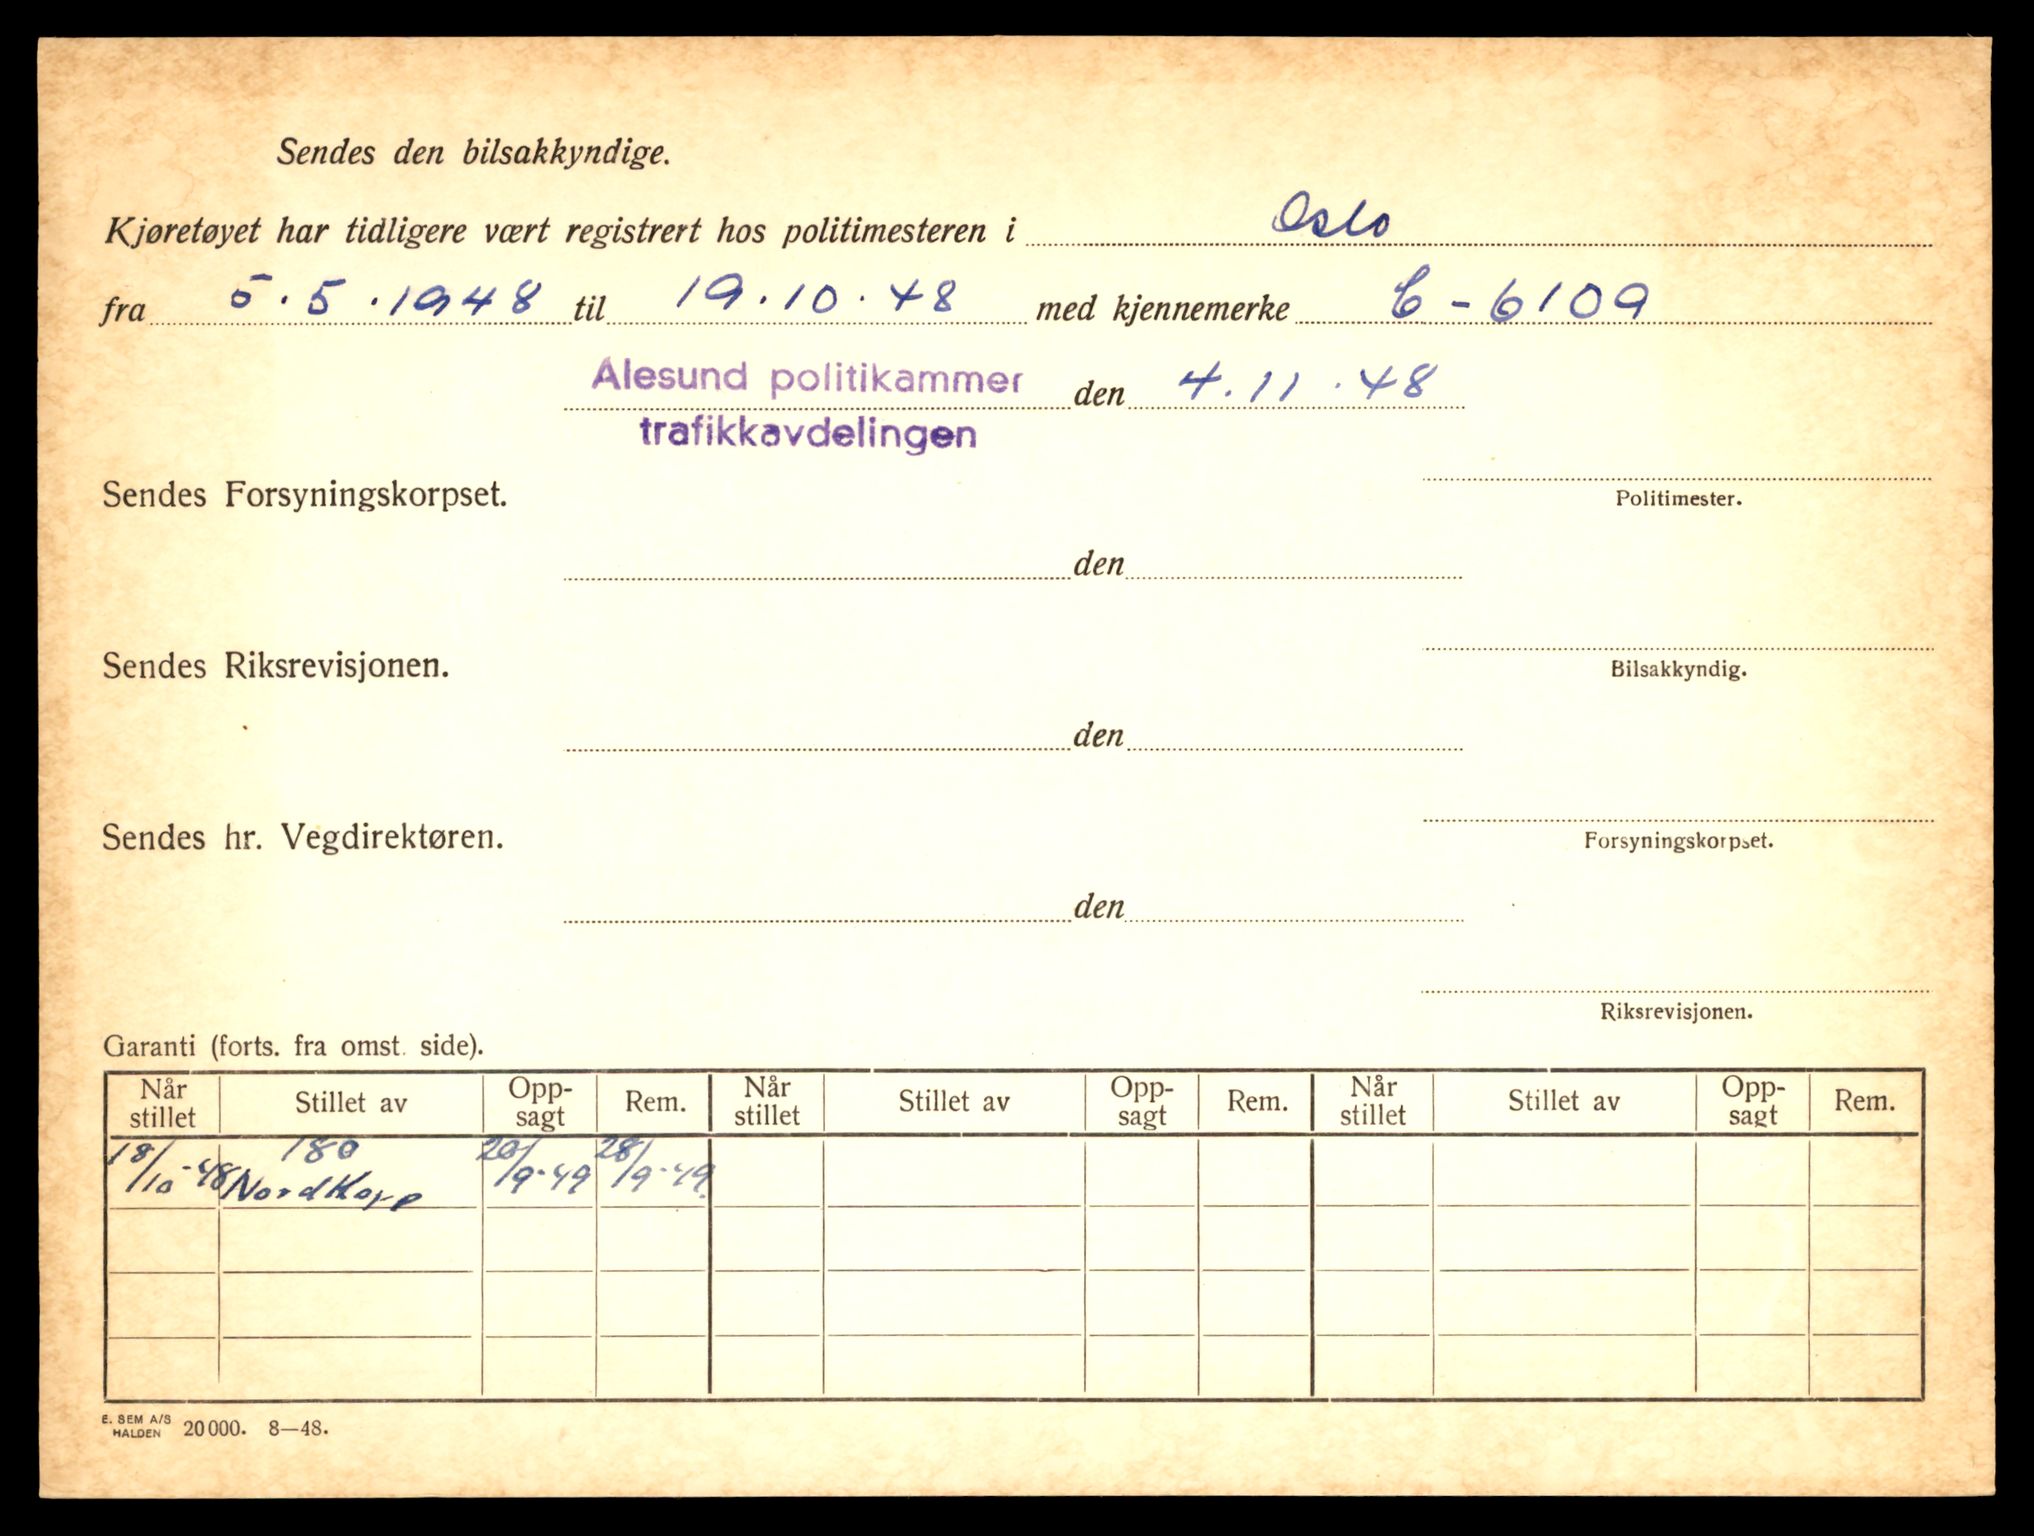 Sendes den bilsakkyndige.
Kjøretøyet har tidligere vært registrert hos politimesteren i Oslo
fra 5.5.1948 til 19.10.48 med kjennemerke C-6109
Ålesund politikammer den 4.11.48
trafikkavdelingen
Sendes Forsyningskorpset.
Politimester.
den
Sendes Riksrevisjonen.
Bilsakkyndig.
den
Sendes hr. Vegdirektøren.
Forsyningskorpset.
den
Riksrevisjonen.
Garanti (forts. fra omst. side).
Når stillet Stillet av Opp-sagt Rem. Når stillet Stillet av Opp-sagt Rem. Når stillet Stillet av Opp-sagt Rem.
18/10-48 180 20/9-49 28/9-49
Nord Korp
E. SEM A/S
HALDEN 20000. 8—48.